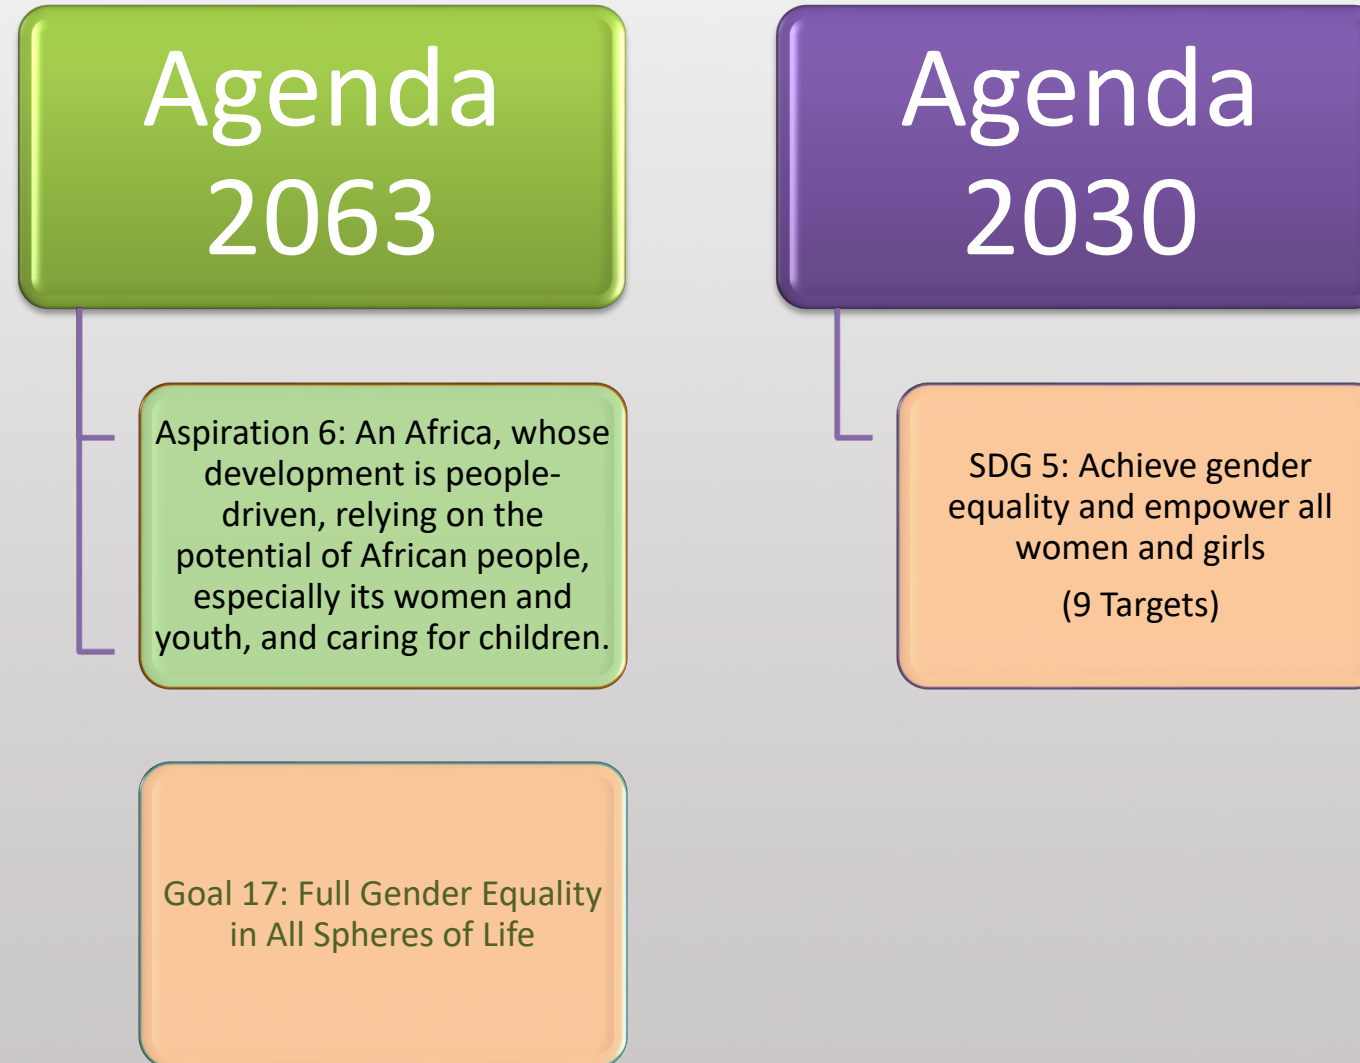 Agenda
2063
Aspiration 6: An Africa, whose
development is people-
driven, relying on the
potential of African people,
especially its women and
youth, and caring for children.
Goal 17: Full Gender Equality
in All Spheres of Life
Agenda
2030
SDG 5: Achieve gender
equality and empower all
women and girls
(9 Targets)